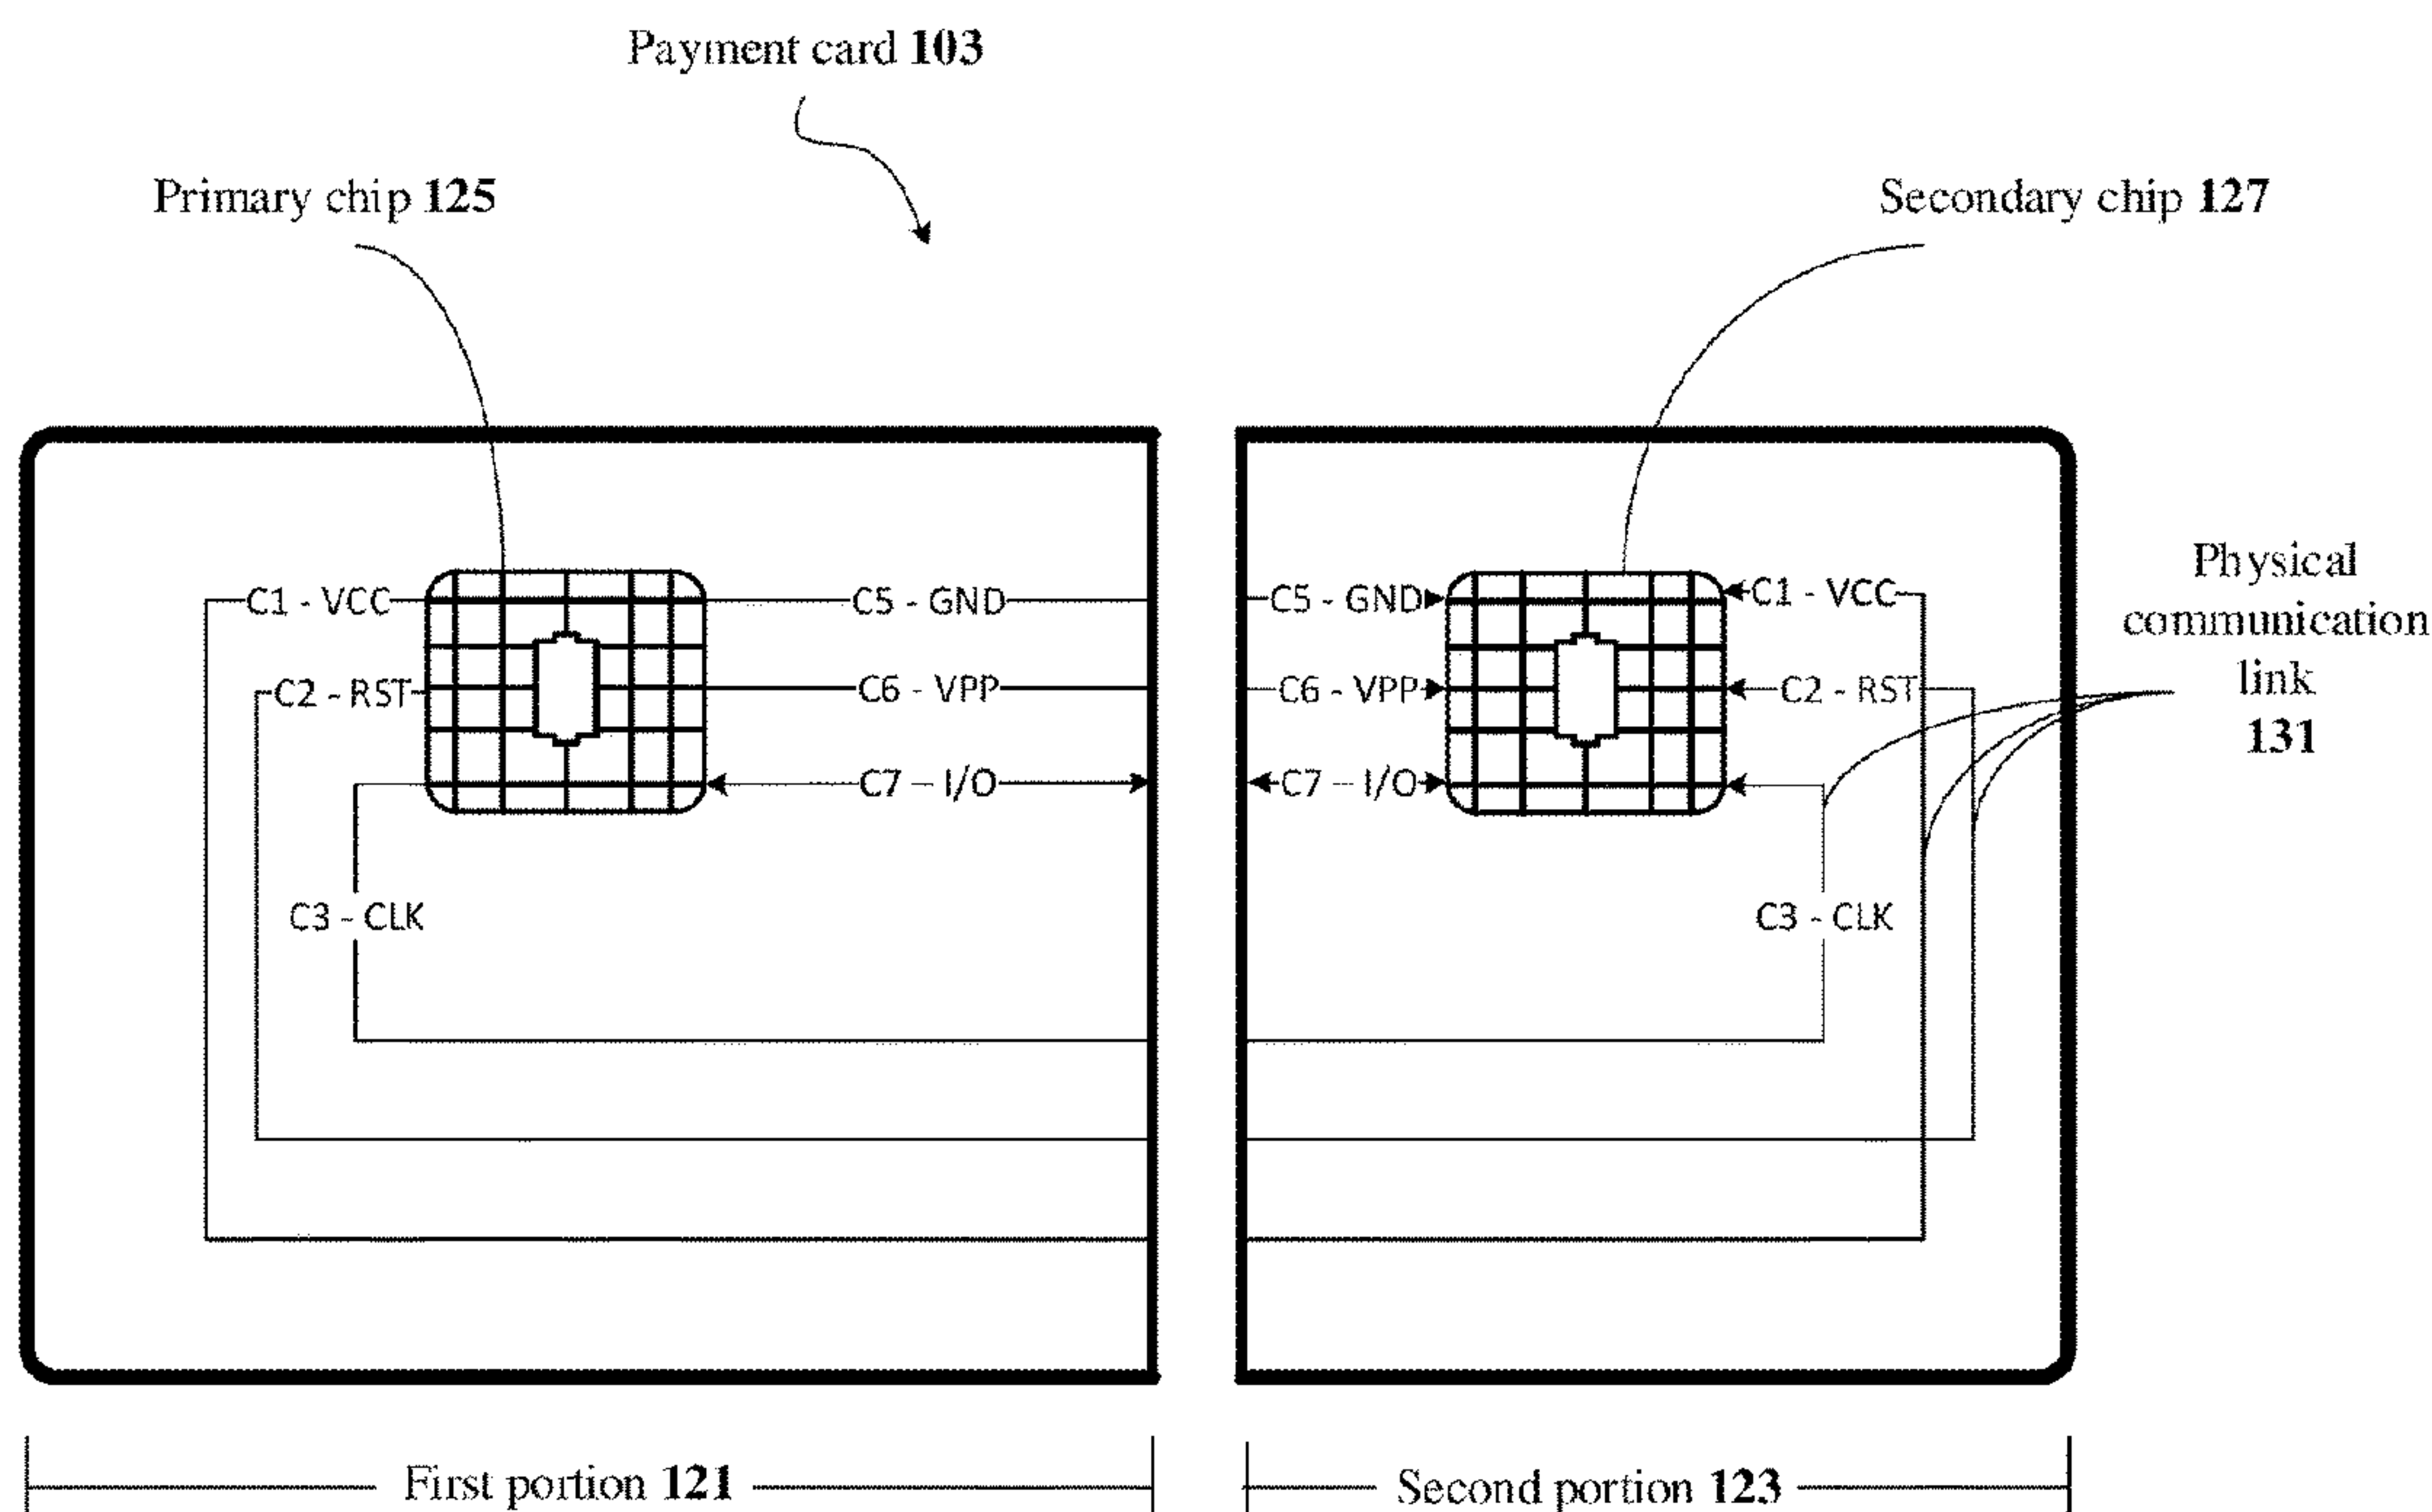 Payment card 103
Primary chip 125
Secondary chip 127
C1 - VCC
C5 - GND
C2 - RST
C6 - VPP
C7 – I/O
C3 - CLK
C5 - GND
C1 - VCC
C6 - VPP
C2 - RST
C7 – I/O
C3 - CLK
Physical
communication
link
131
First portion 121
Second portion 123